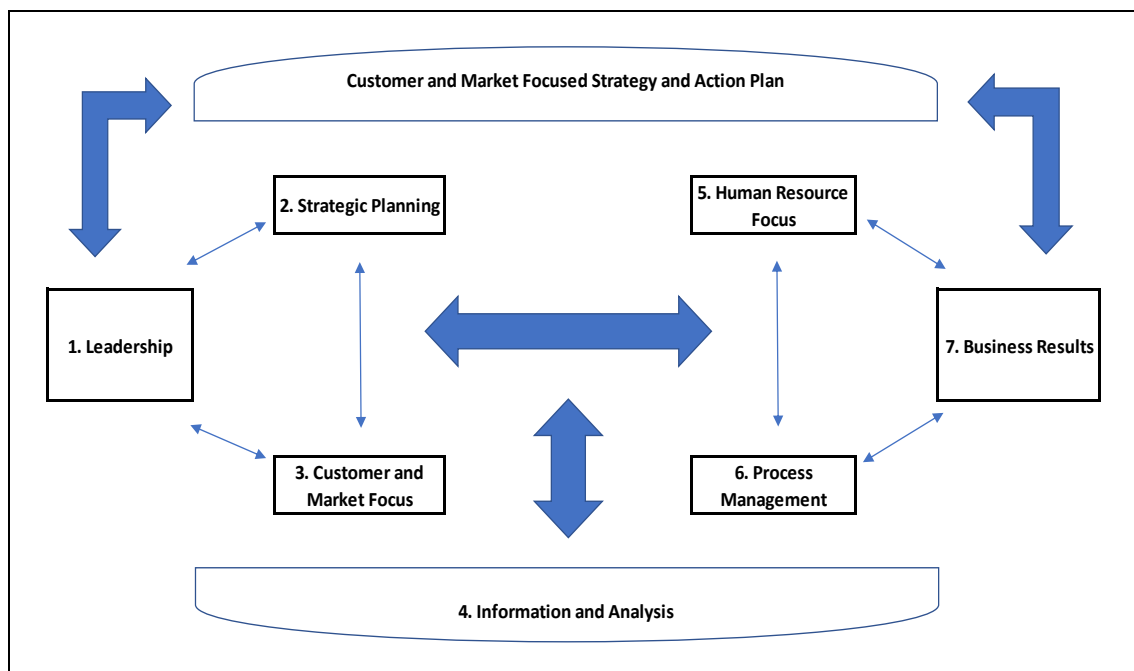 Customer and Market Focused Strategy and Action Plan
2. Strategic Planning
5. Human Resource
Focus
1. Leadership
7. Business Results
3. Customer and
Market Focus
6. Process
Management
4. Information and Analysis